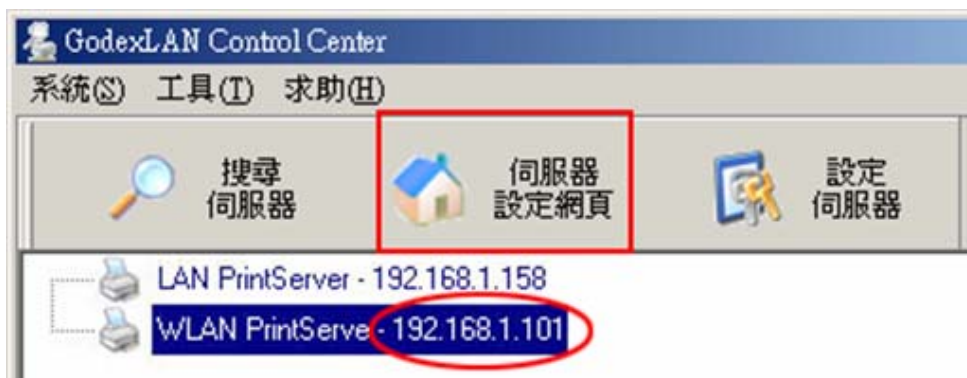 GodexLAN Control Center
系統(S) 工具(T) 求助(H)
搜尋
伺服器
伺服器
設定網頁
設定
伺服器
LAN PrintServer - 192.168.1.158
WLAN PrintServe - 192.168.1.101